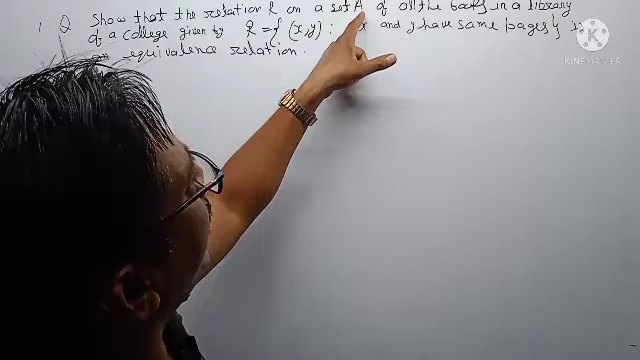 1 Q. Show that the relation R on a set A of all the books in a library
of a college given by R = { (x,y) : x and y have same pages } is
an equivalence relation.
KINEMASTER